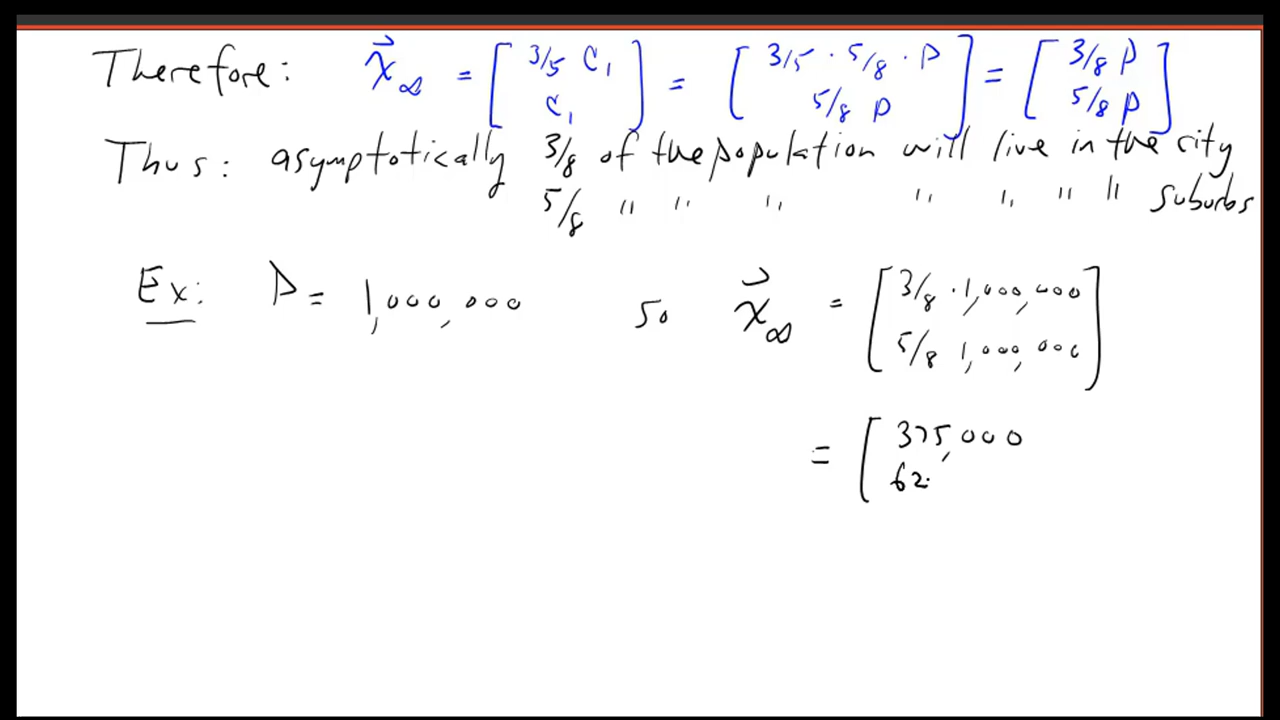 Therefore: x⃗∞ = [ 3/5 C₁ ; C₁ ] = [ 3/5 · 5/8 · P ; 5/8 P ] = [ 3/8 P ; 5/8 P ]
Thus: asymptotically 3/8 of the population will live in the city
5/8 " " " " " " " suburbs
Ex: P = 1,000,000 so x⃗∞ = [ 3/8 · 1,000,000 ; 5/8 1,000,000 ]
= [ 375,000
62